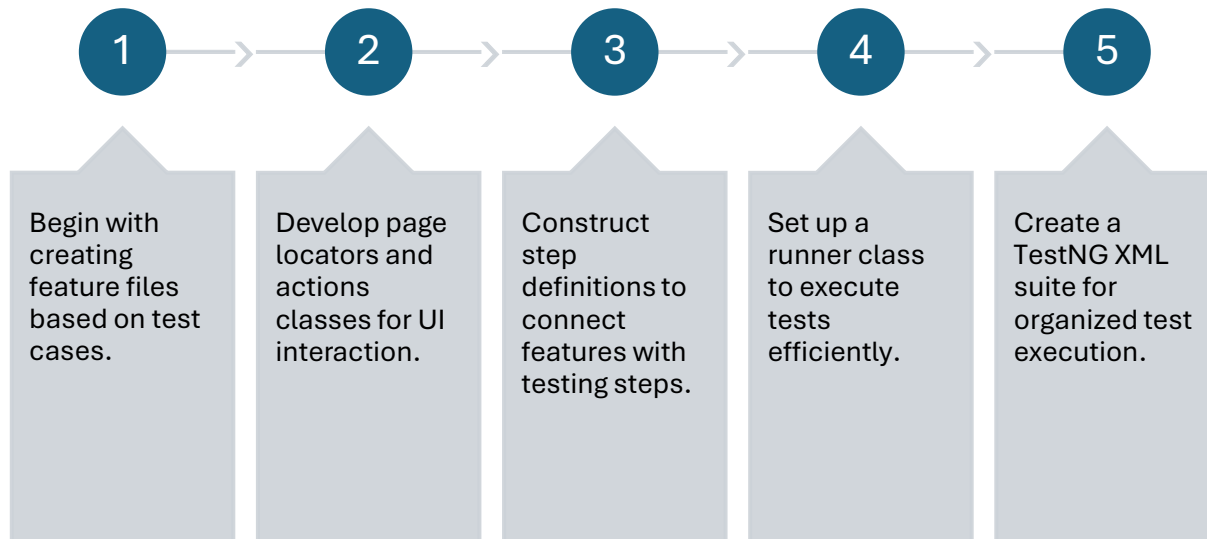 1
2
3
4
5
Begin with
creating
feature files
based on test
cases.
Develop page
locators and
actions
classes for UI
interaction.
Construct
step
definitions to
connect
features with
testing steps.
Set up a
runner class
to execute
tests
efficiently.
Create a
TestNG XML
suite for
organized test
execution.